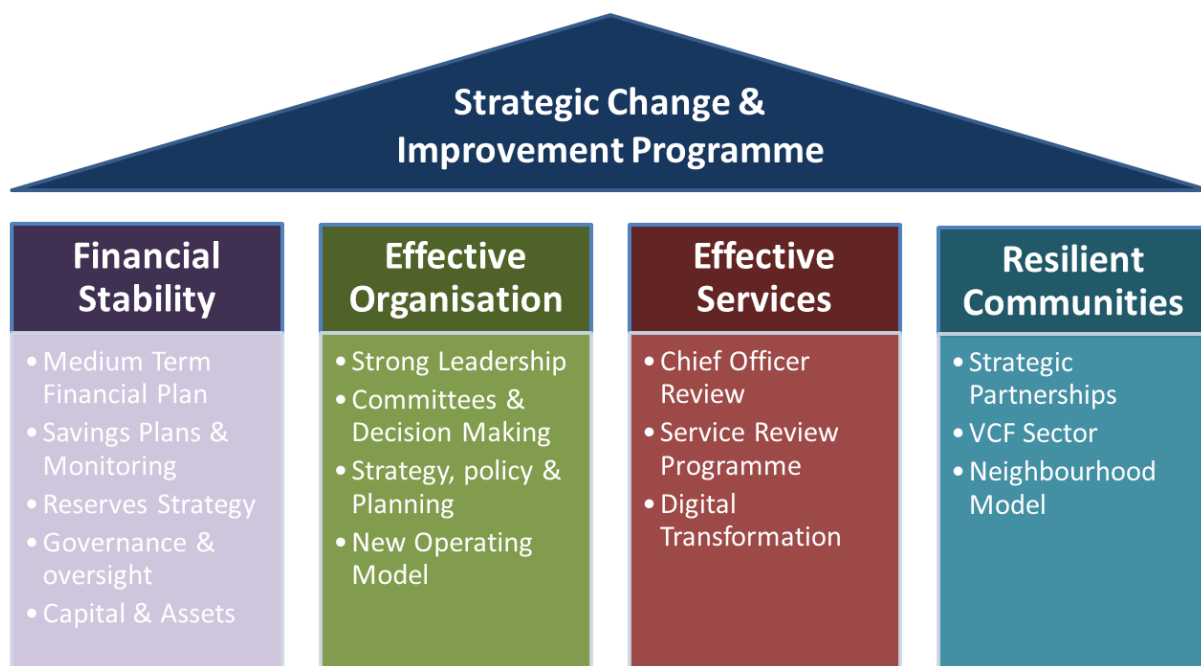 Strategic Change &
Improvement Programme
Financial
Stability
• Medium Term
Financial Plan
• Savings Plans &
Monitoring
• Reserves Strategy
• Governance &
oversight
• Capital & Assets
Effective
Organisation
• Strong Leadership
• Committees &
Decision Making
• Strategy, policy &
Planning
• New Operating
Model
Effective
Services
• Chief Officer
Review
• Service Review
Programme
• Digital
Transformation
Resilient
Communities
• Strategic
Partnerships
• VCF Sector
• Neighbourhood
Model